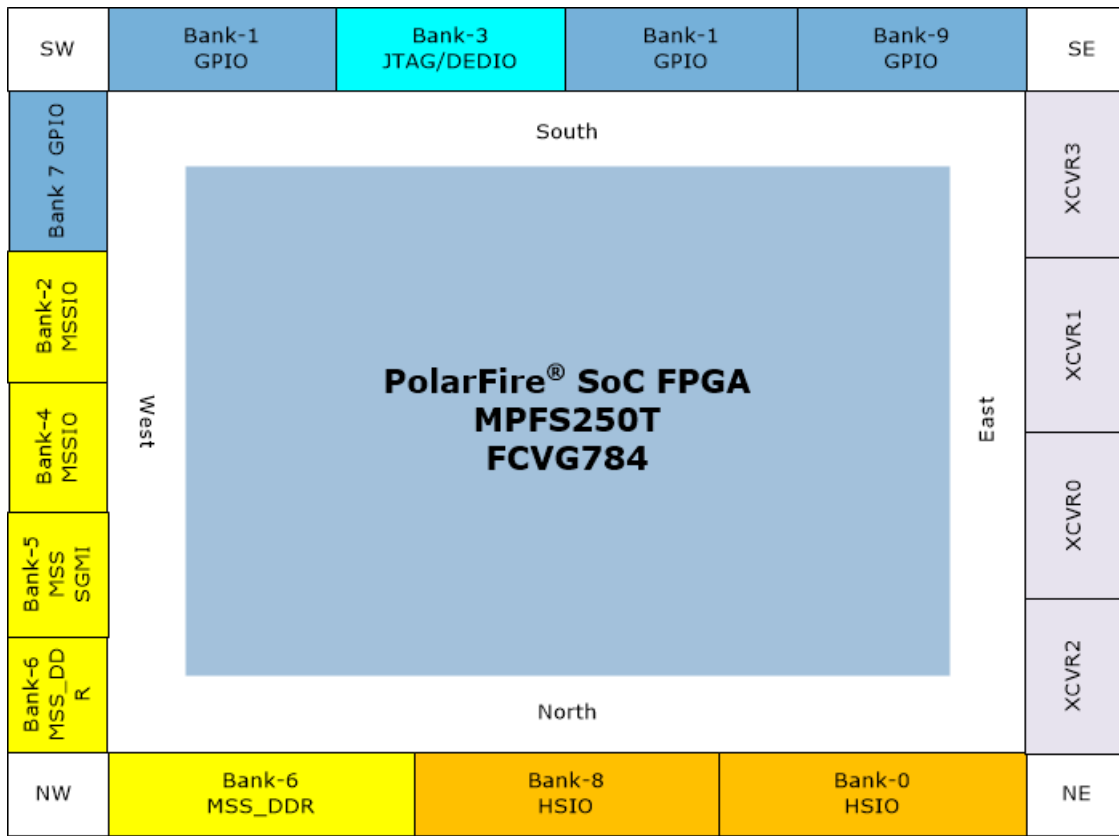 SW
Bank-1
GPIO
Bank-3
JTAG/DEDIO
Bank-1
GPIO
Bank-9
GPIO
SE
South
Bank 7 GPIO
Bank-2
MSSIO
Bank-4
MSSIO
Bank-5
MSS
SGMI
Bank-6
MSS_DD
R
West
PolarFire® SoC FPGA
MPFS250T
FCVG784
East
XCVR3
XCVR1
XCVR0
XCVR2
North
NW
Bank-6
MSS_DDR
Bank-8
HSIO
Bank-0
HSIO
NE